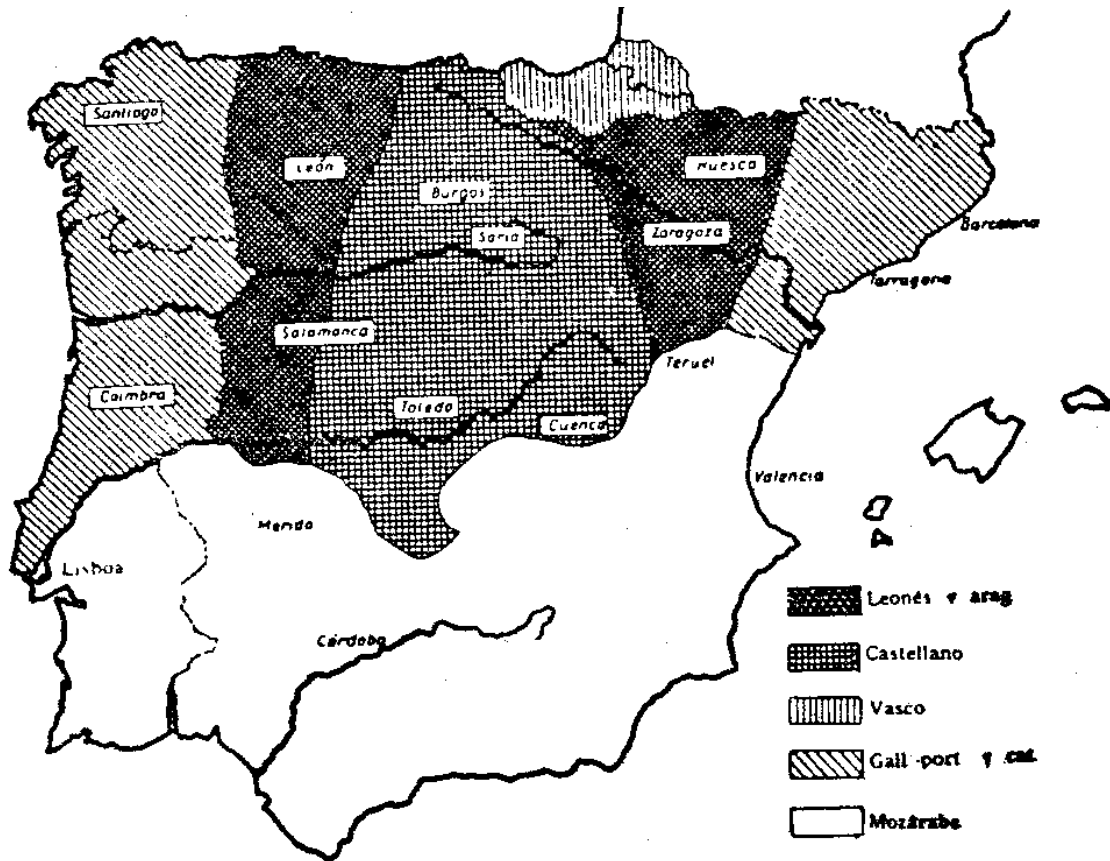 Santiago
León
Huesca
Burgos
Soria
Zaragoza
Barcelona
Tarragona
Salamanca
Teruel
Coimbra
Toledo
Cuenca
Valencia
Merida
Lisboa
Córdoba
Leonés y arag
Castellano
Vasco
Gall-port y cat.
Mozárabe